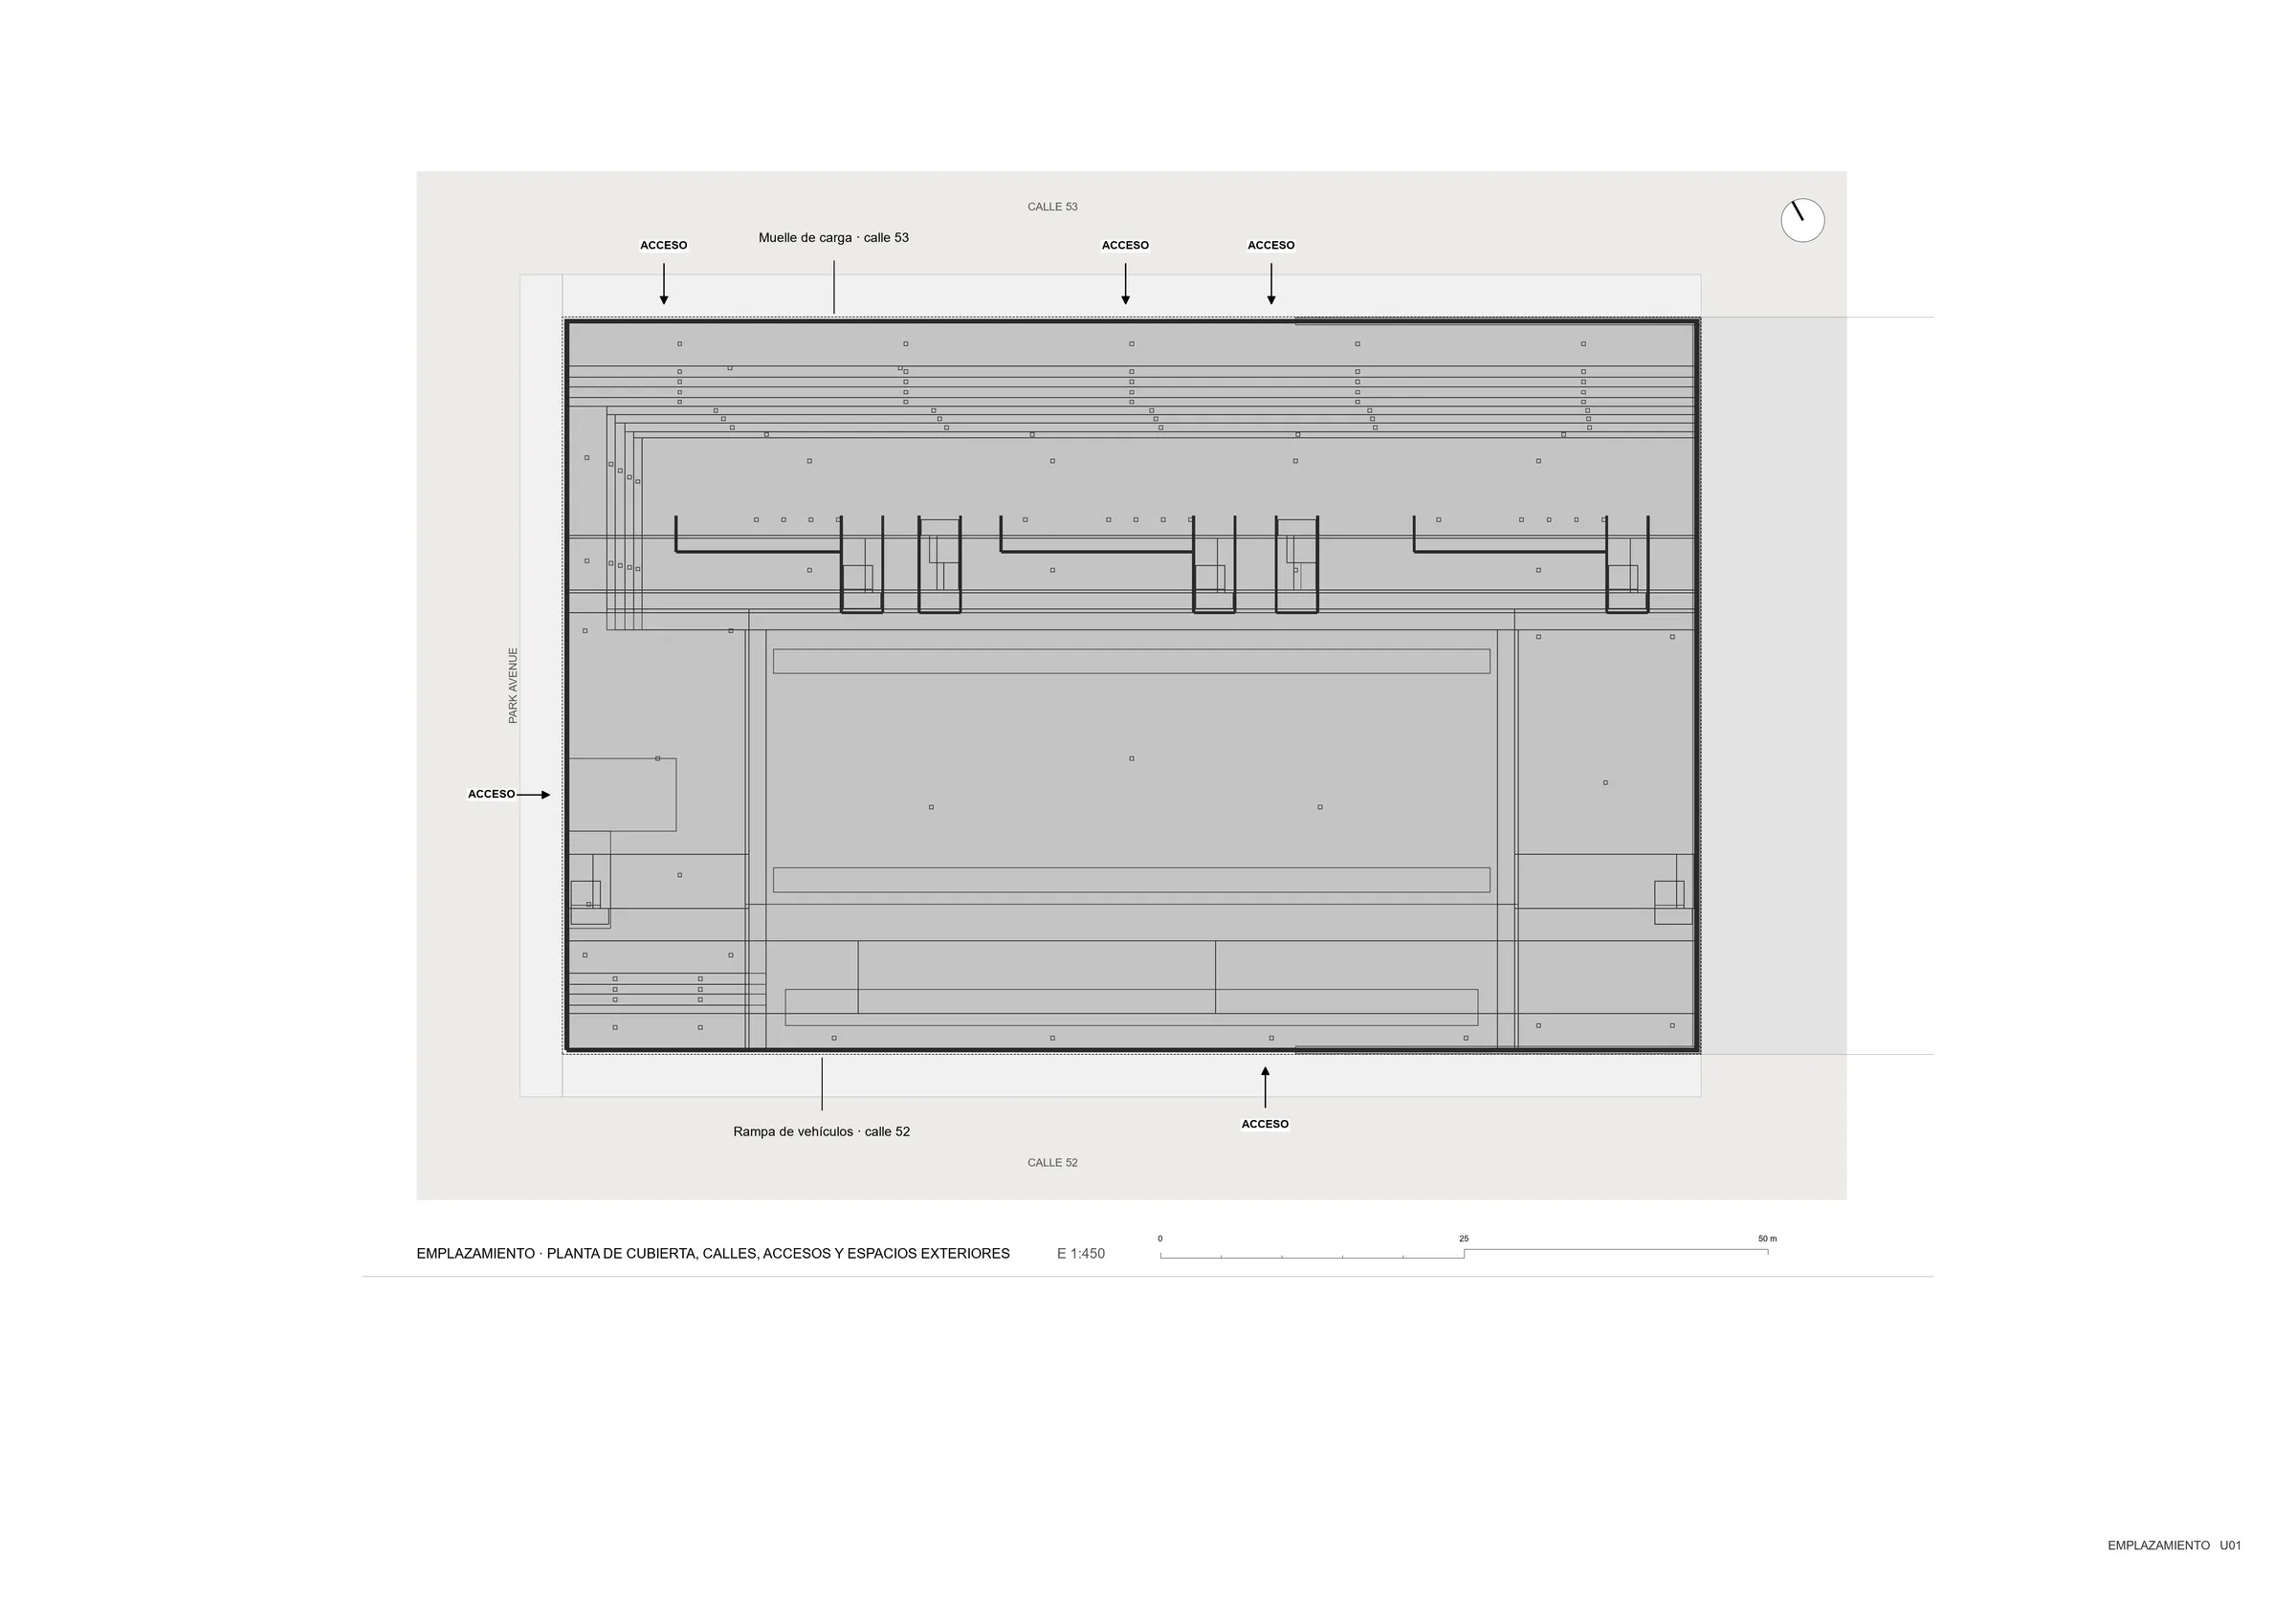 CALLE 53
Muelle de carga · calle 53
ACCESO
ACCESO
ACCESO
PARK AVENUE
ACCESO
ACCESO
Rampa de vehículos · calle 52
CALLE 52
EMPLAZAMIENTO · PLANTA DE CUBIERTA, CALLES, ACCESOS Y ESPACIOS EXTERIORES E 1:450
0 25 50 m
EMPLAZAMIENTO U01